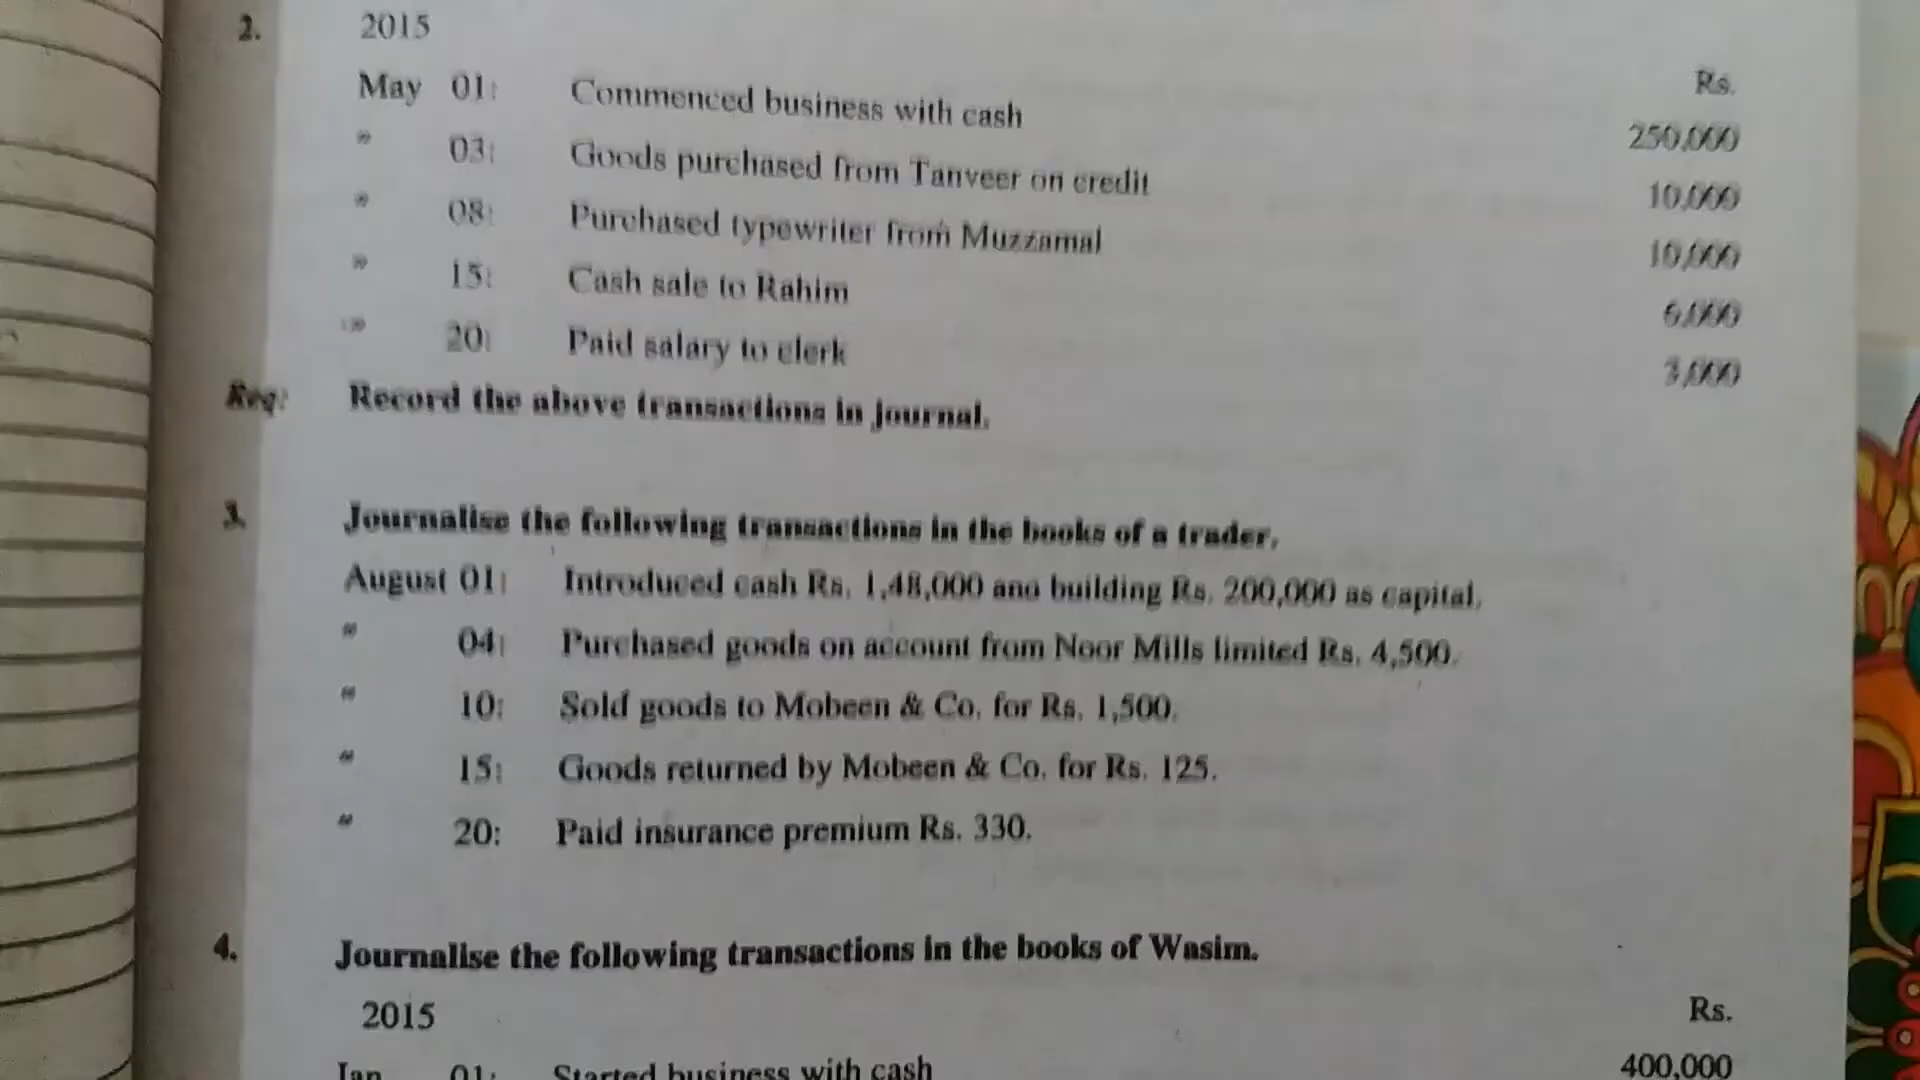 2. 2015
Rs.
May 01: Commenced business with cash 250,000
" 03: Goods purchased from Tanveer on credit 10,000
" 08: Purchased typewriter from Muzzamal 10,000
" 15: Cash sale to Rahim 6,000
" 20: Paid salary to clerk 3,000
Req: Record the above transactions in journal.
3. Journalise the following transactions in the books of a trader.
August 01: Introduced cash Rs. 1,48,000 and building Rs. 200,000 as capital.
" 04: Purchased goods on account from Noor Mills limited Rs. 4,500.
" 10: Sold goods to Mobeen & Co. for Rs. 1,500.
" 15: Goods returned by Mobeen & Co. for Rs. 125.
" 20: Paid insurance premium Rs. 330.
4. Journalise the following transactions in the books of Wasim.
2015 Rs.
Jan 01: Started business with cash 400,000